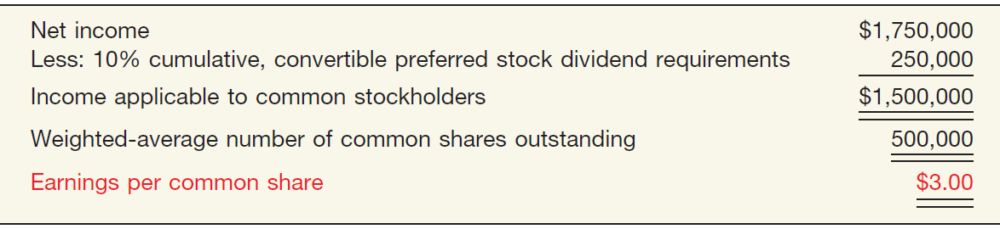 Net income $1,750,000
Less: 10% cumulative, convertible preferred stock dividend requirements 250,000
Income applicable to common stockholders $1,500,000
Weighted-average number of common shares outstanding 500,000
Earnings per common share $3.00